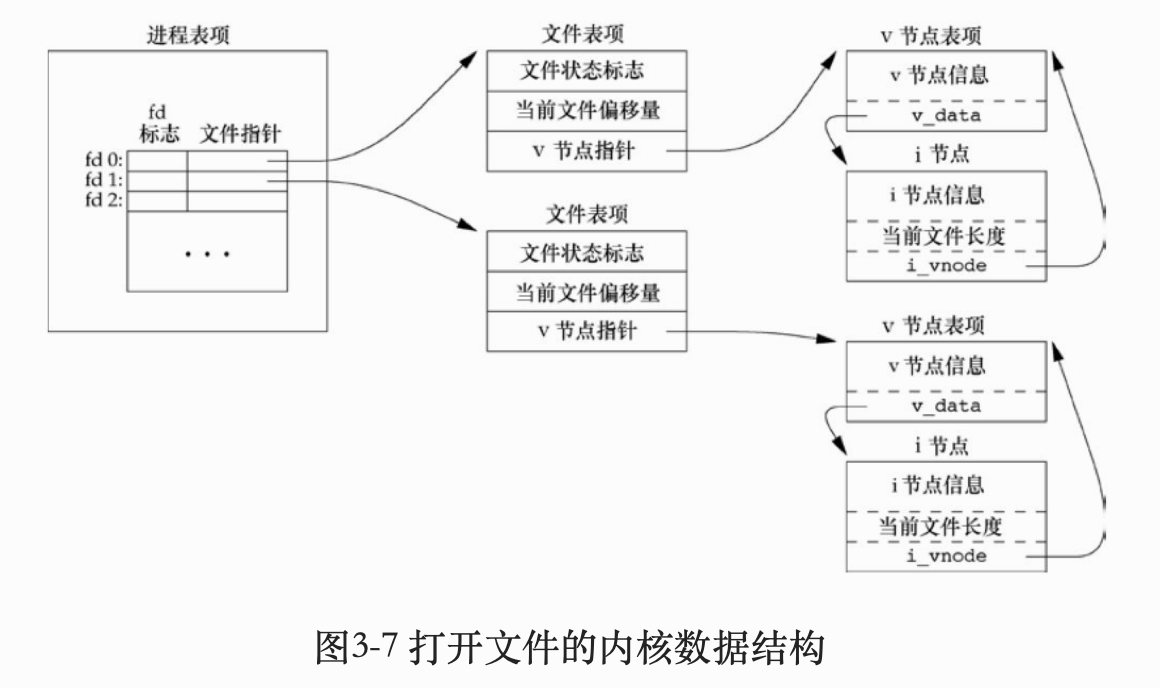 进程表项
fd
标志 文件指针
fd 0:
fd 1:
fd 2:
· · ·
文件表项
文件状态标志
当前文件偏移量
v 节点指针
文件表项
文件状态标志
当前文件偏移量
v 节点指针
v 节点表项
v 节点信息
v_data
i 节点
i 节点信息
当前文件长度
i_vnode
v 节点表项
v 节点信息
v_data
i 节点
i节点信息
当前文件长度
i_vnode
图3-7 打开文件的内核数据结构